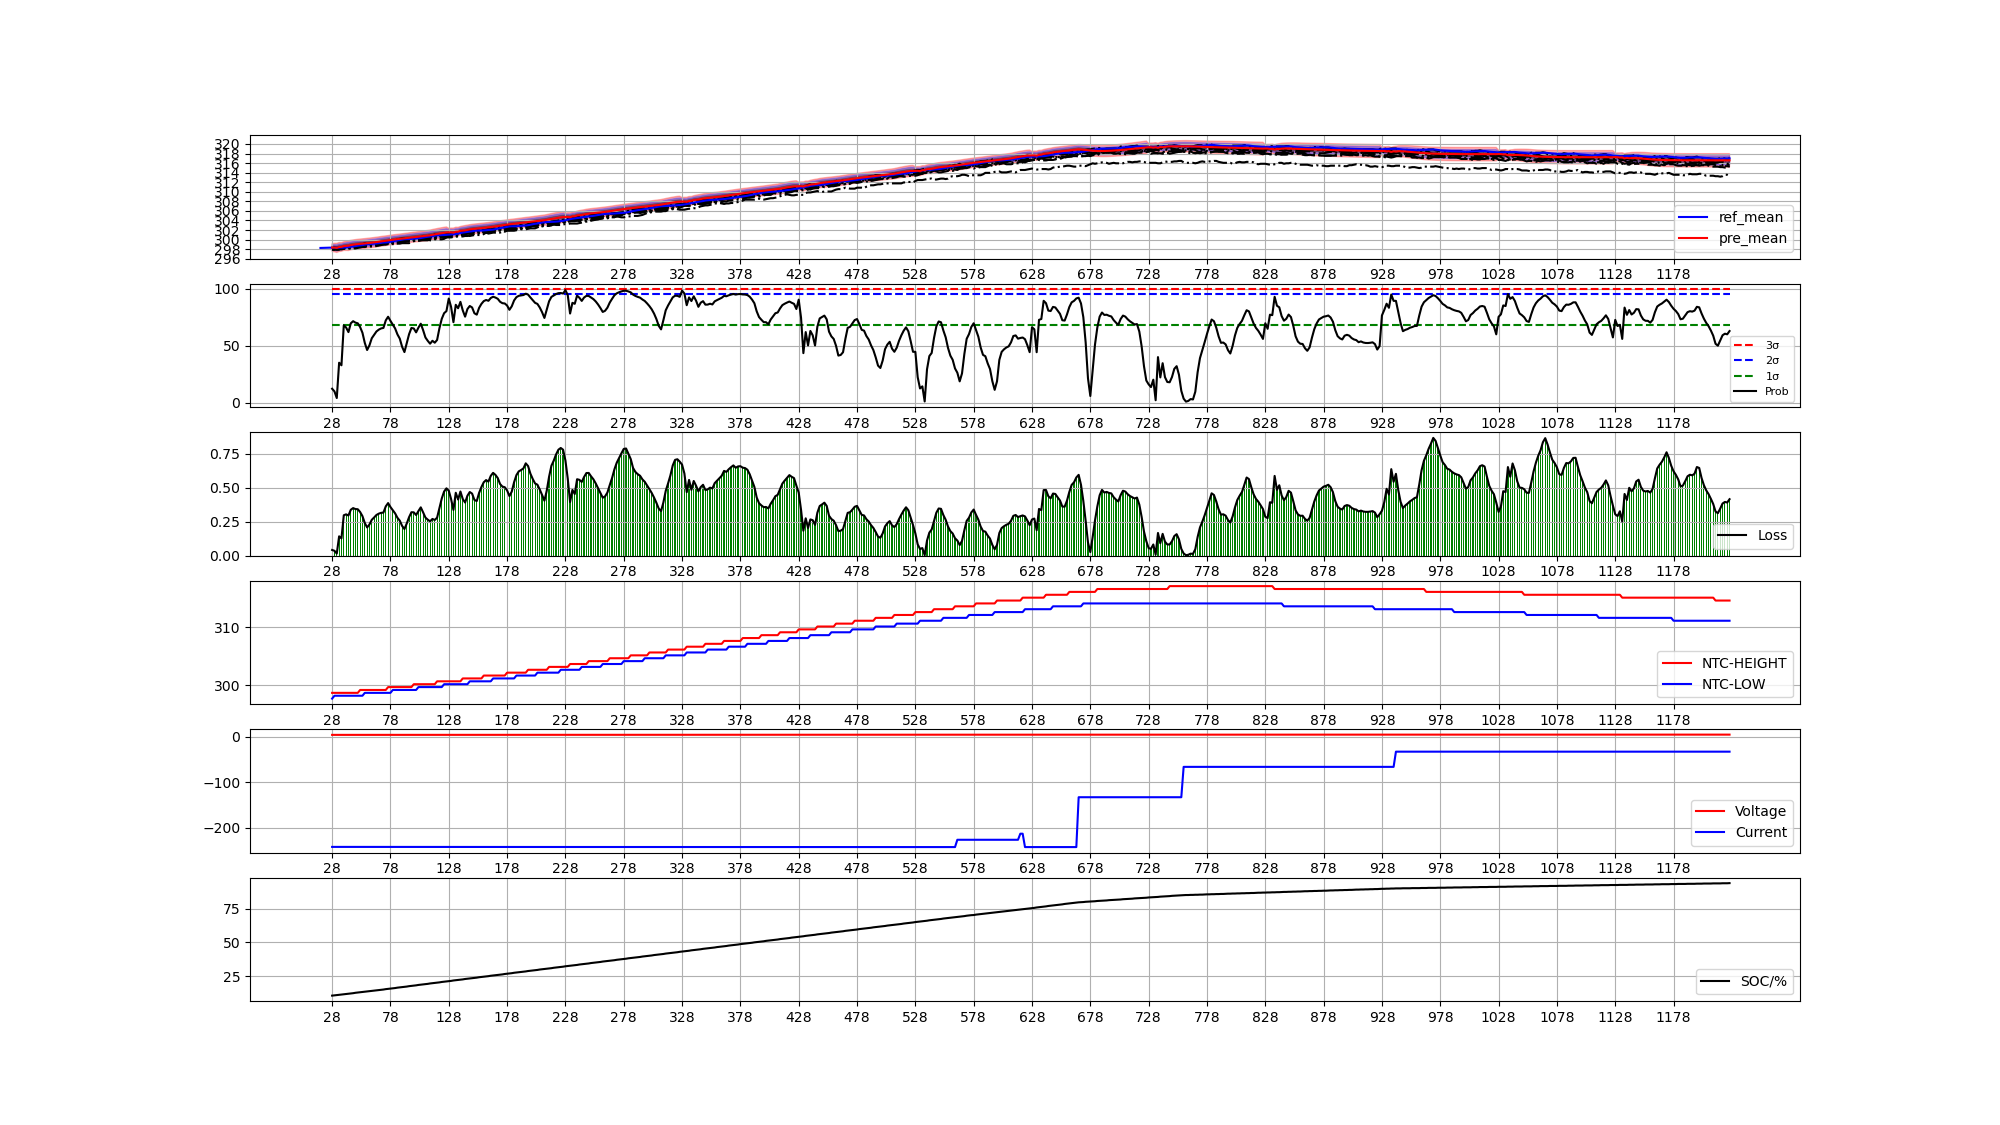 320
318
316
314
312
310
308
306
304
302
300
298
296
ref_mean
pre_mean
28 78 128 178 228 278 328 378 428 478 528 578 628 678 728 778 828 878 928 978 1028 1078 1128 1178
100
50
0
3σ
2σ
1σ
Prob
28 78 128 178 228 278 328 378 428 478 528 578 628 678 728 778 828 878 928 978 1028 1078 1128 1178
0.75
0.50
0.25
0.00
Loss
28 78 128 178 228 278 328 378 428 478 528 578 628 678 728 778 828 878 928 978 1028 1078 1128 1178
310
300
NTC-HEIGHT
NTC-LOW
28 78 128 178 228 278 328 378 428 478 528 578 628 678 728 778 828 878 928 978 1028 1078 1128 1178
0
−100
−200
Voltage
Current
28 78 128 178 228 278 328 378 428 478 528 578 628 678 728 778 828 878 928 978 1028 1078 1128 1178
75
50
25
SOC/%
28 78 128 178 228 278 328 378 428 478 528 578 628 678 728 778 828 878 928 978 1028 1078 1128 1178